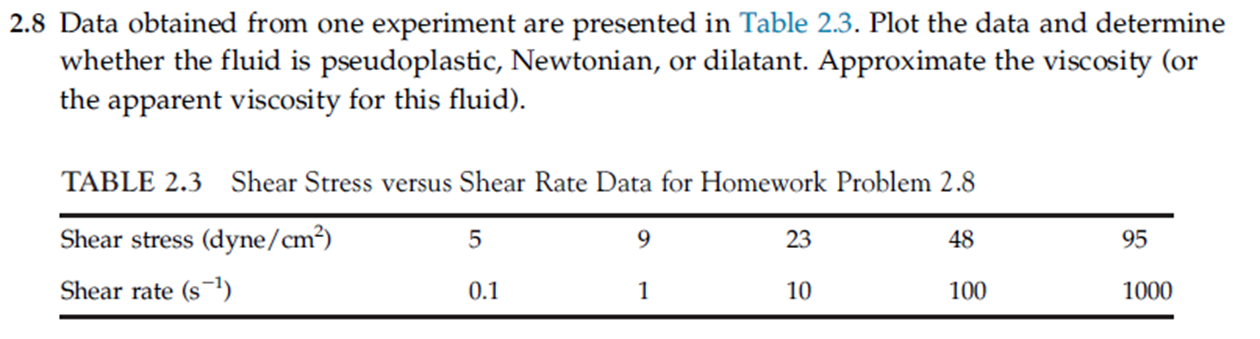 2.8 Data obtained from one experiment are presented in Table 2.3. Plot the data and determine
whether the fluid is pseudoplastic, Newtonian, or dilatant. Approximate the viscosity (or
the apparent viscosity for this fluid).
TABLE 2.3 Shear Stress versus Shear Rate Data for Homework Problem 2.8
Shear stress (dyne/cm²) 5 9 23 48 95
Shear rate (s⁻¹) 0.1 1 10 100 1000